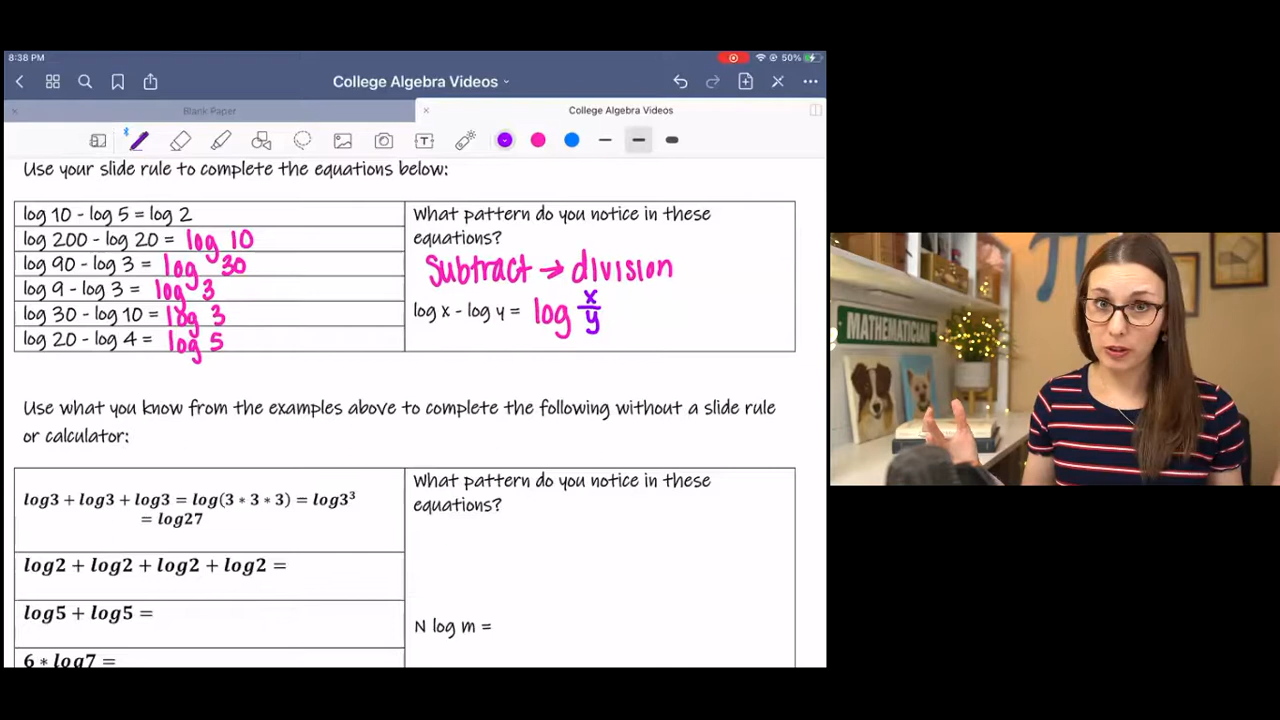 8:38 PM
50%
College Algebra Videos
Blank Paper
College Algebra Videos
Use your slide rule to complete the equations below:
log 10 - log 5 = log 2
log 200 - log 20 = log 10
log 90 - log 3 = log 30
log 9 - log 3 = log 3
log 30 - log 10 = log 3
log 20 - log 4 = log 5
What pattern do you notice in these
equations?
Subtract → division
log x - log y = log x/y
Use what you know from the examples above to complete the following without a slide rule
or calculator:
log3 + log3 + log3 = log(3 * 3 * 3) = log3³
= log27
log2 + log2 + log2 + log2 =
log5 + log5 =
6 * log7 =
What pattern do you notice in these
equations?
N log m =
MATHEMATICIAN